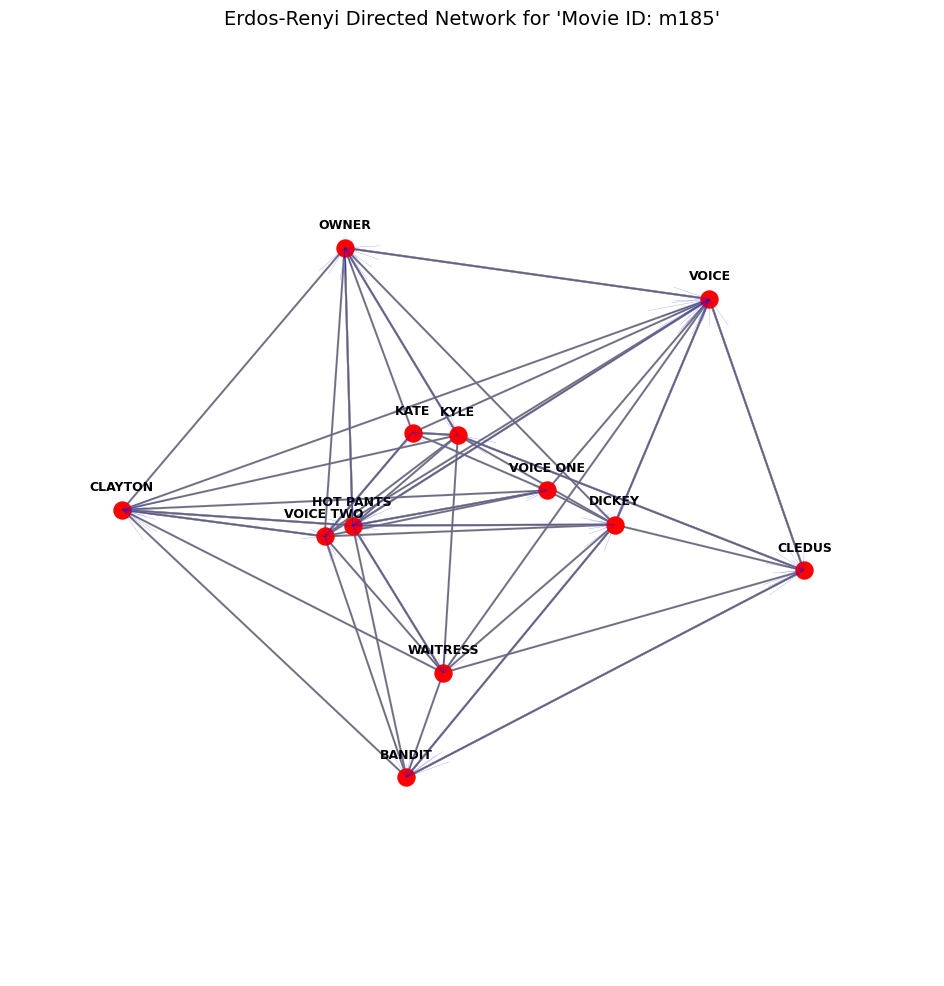 Erdos-Renyi Directed Network for 'Movie ID: m185'
OWNER
VOICE
KATE
KYLE
VOICE ONE
CLAYTON
HOT PANTS
DICKEY
VOICE TWO
CLEDUS
WAITRESS
BANDIT